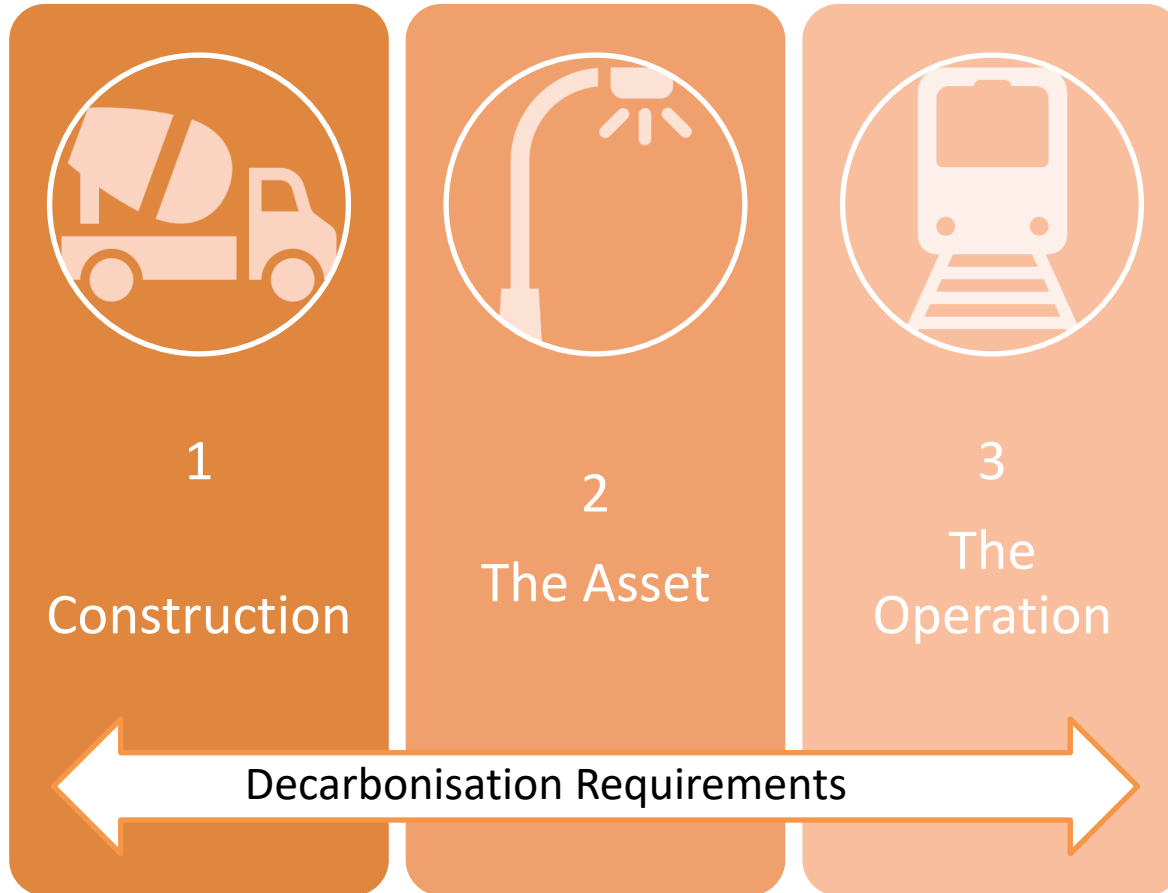 1
Construction
2
The Asset
3
The
Operation
Decarbonisation Requirements